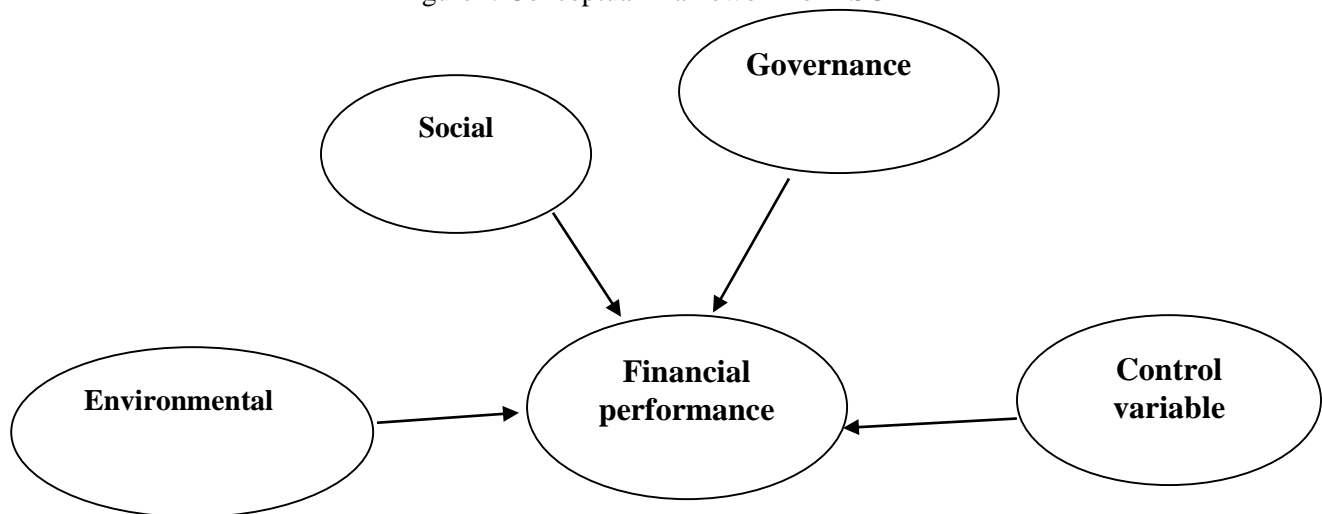 Governance
Social
Financial
performance
Control
variable
Environmental